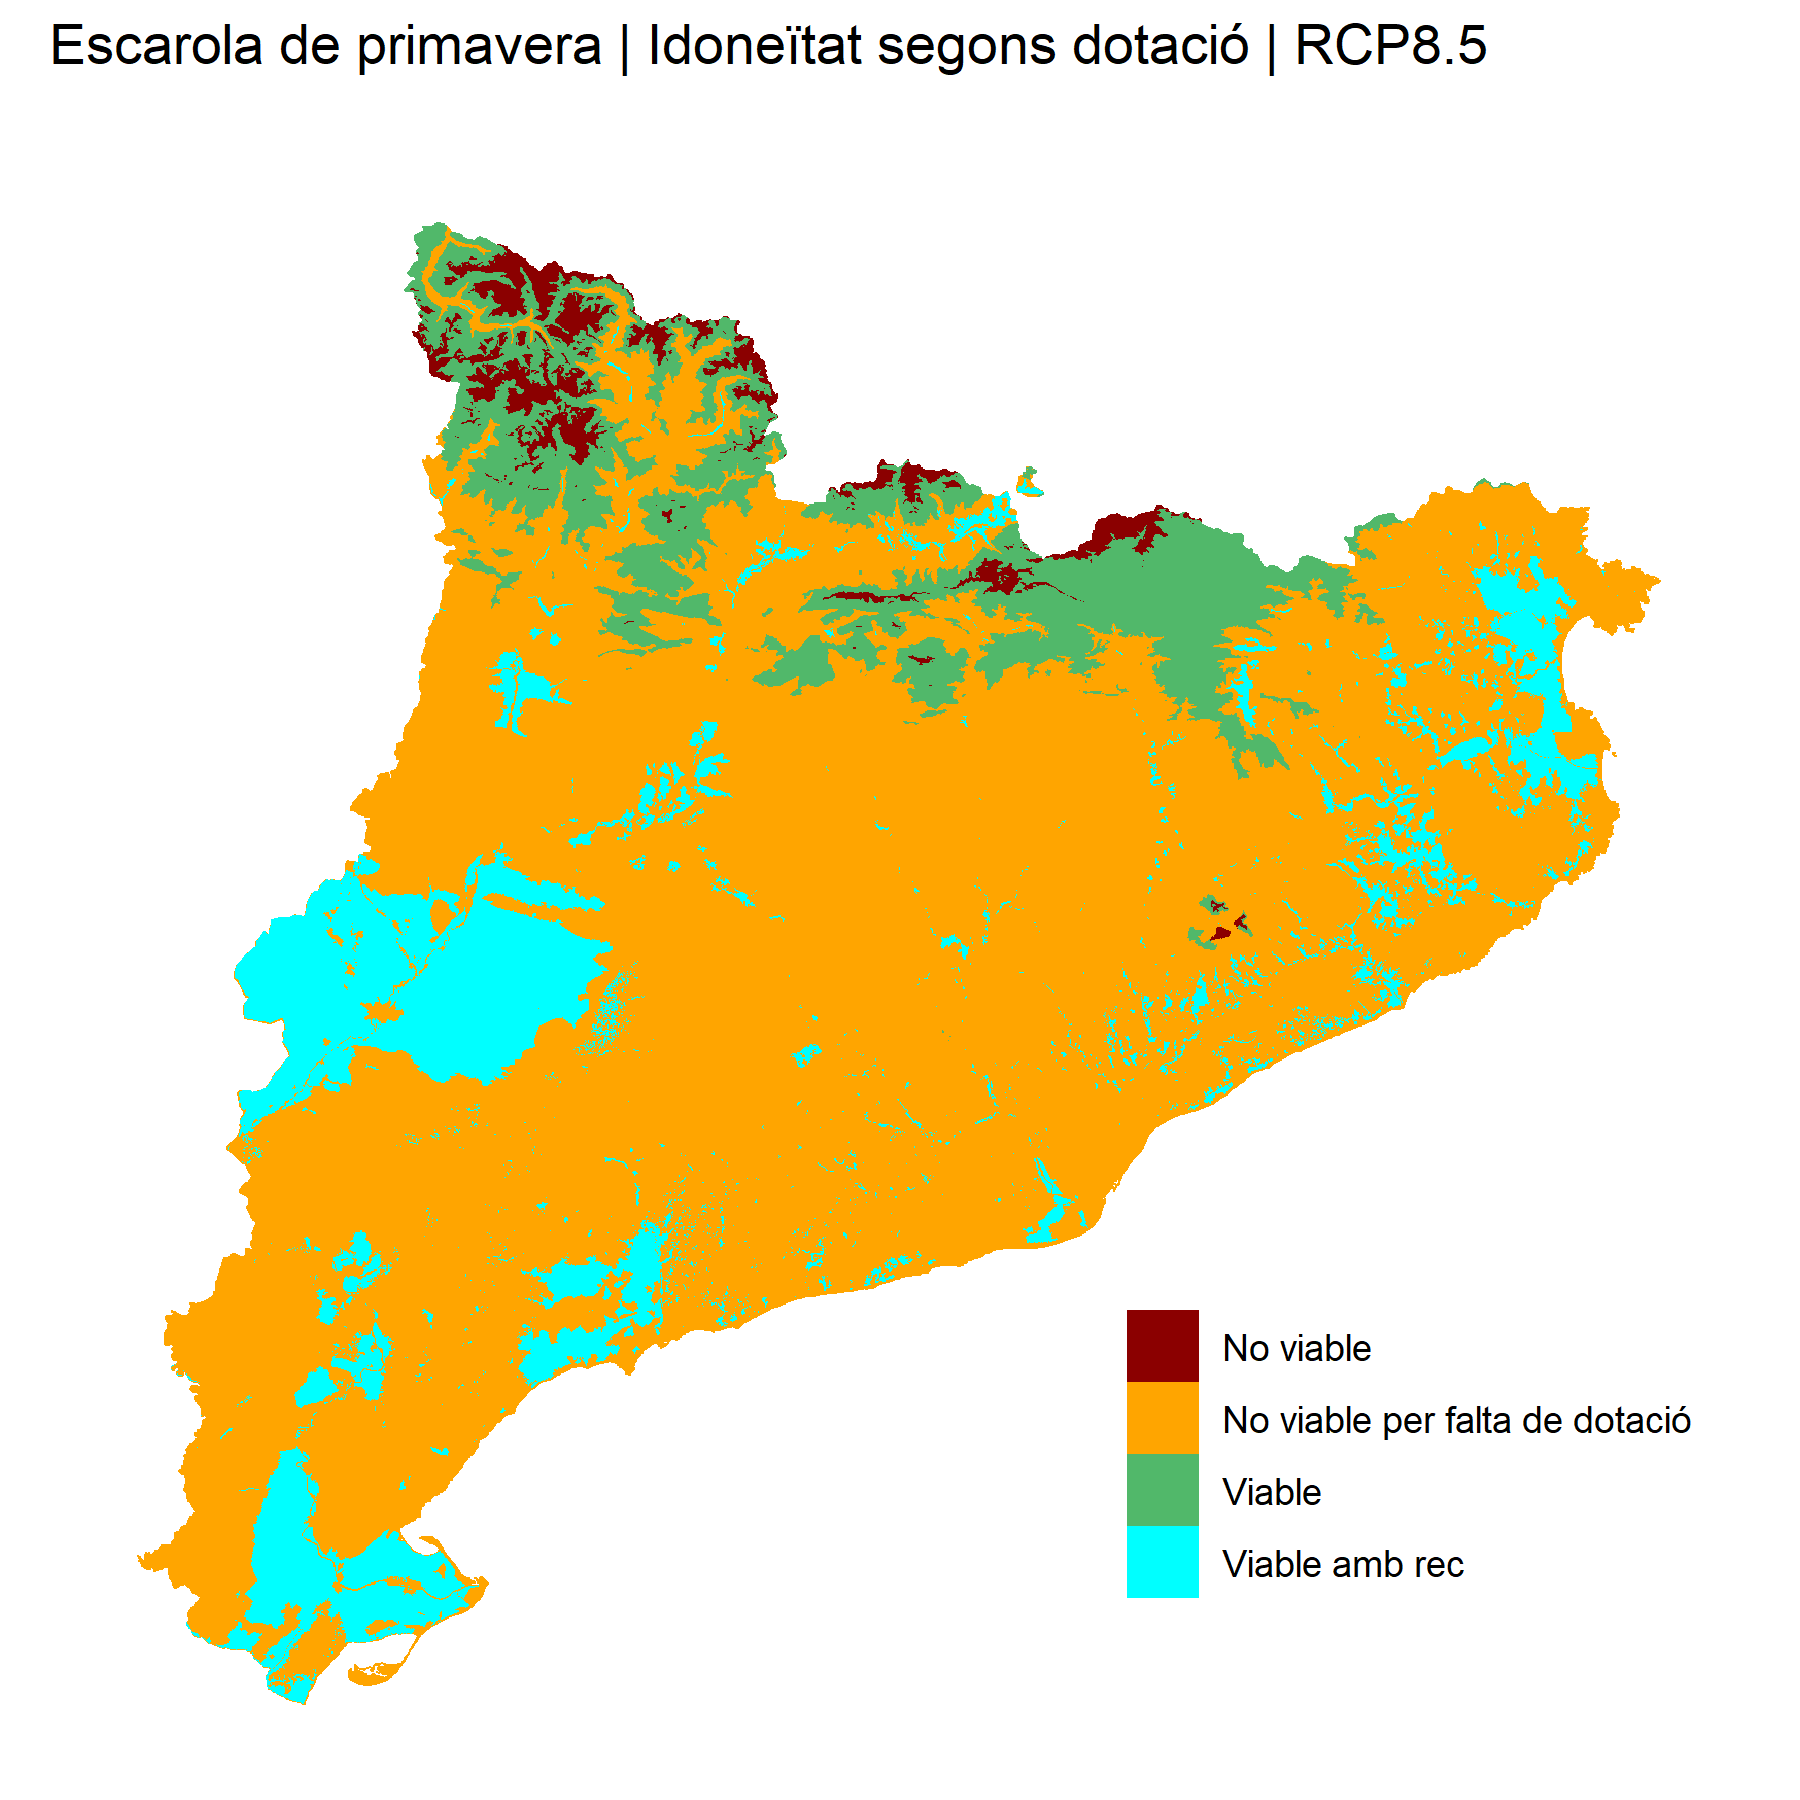 Escarola de primavera | Idoneïtat segons dotació | RCP8.5
No viable
No viable per falta de dotació
Viable
Viable amb rec